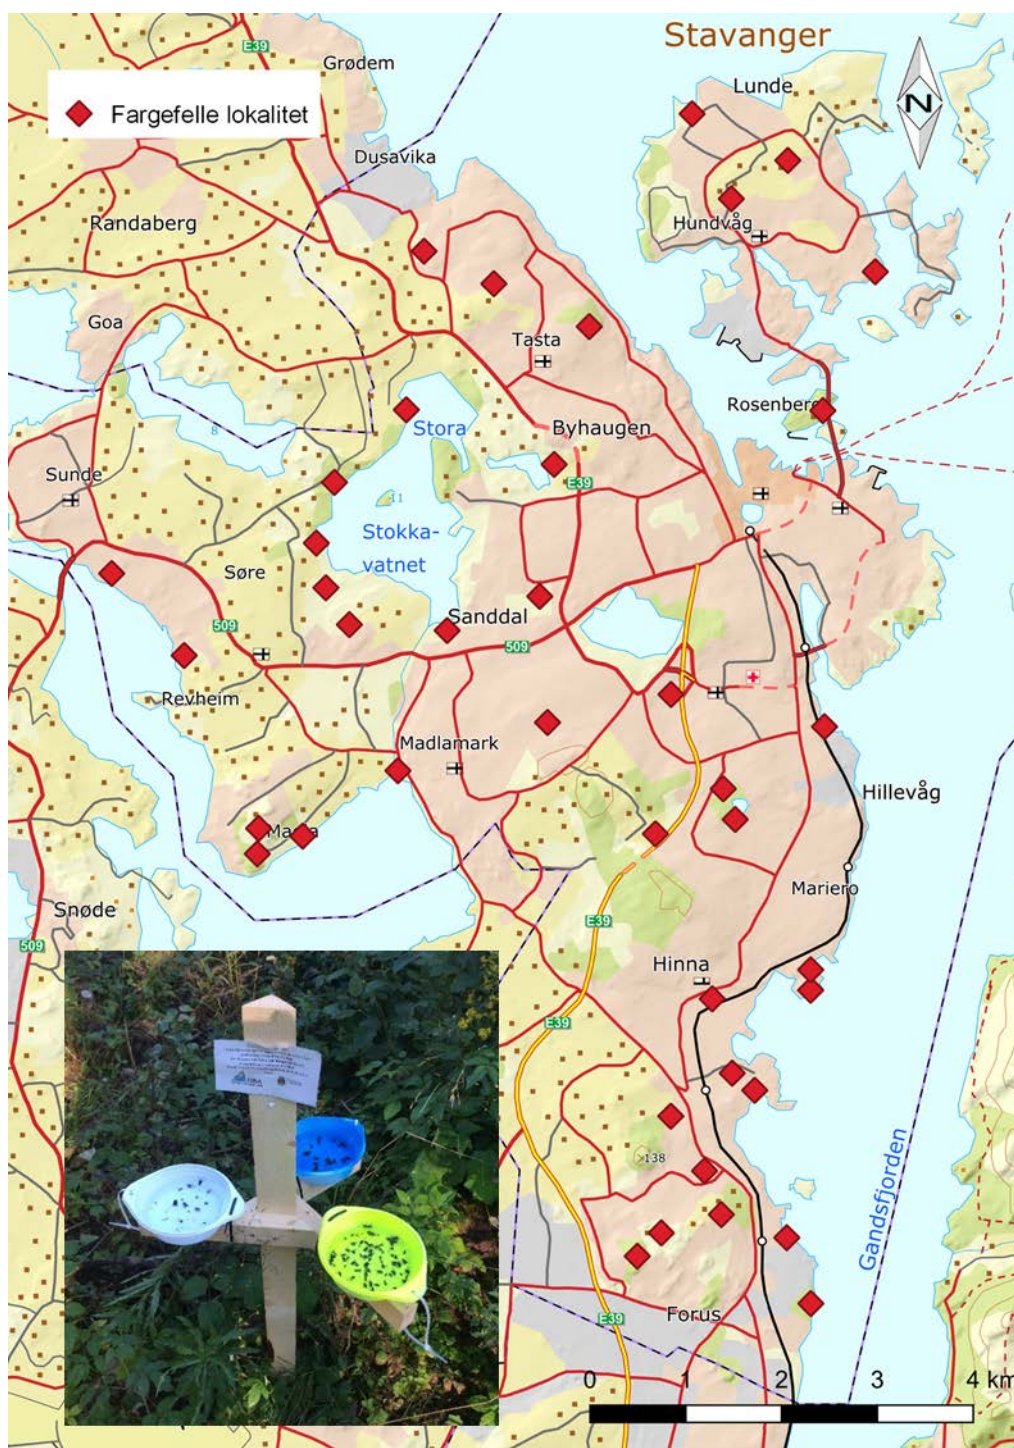 Stavanger
E39
Grødem
Lunde
N
Fargefelle lokalitet
Dusavika
Randaberg
Hundvåg
Goa
Tasta
Rosenberg
Stora
Byhaugen
8
Sunde
E39
11
Stokka-
vatnet
Søre
Sanddal
509
509
Revheim
Madlamark
Hillevåg
Mariero
Snøde
E39
509
Hinna
E39
138
Gandsfjorden
Forus
E39
0 1 2 3 4 km